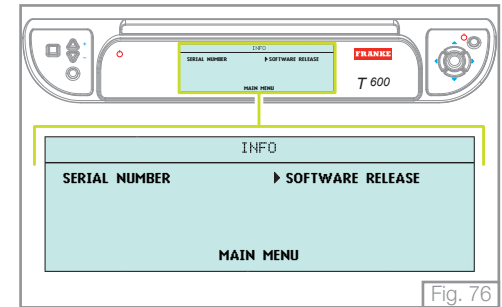 INFO
SERIAL NUMBER ▶ SOFTWARE RELEASE
MAIN MENU
FRANKE
T 600
INFO
SERIAL NUMBER ▶ SOFTWARE RELEASE
MAIN MENU
Fig. 76